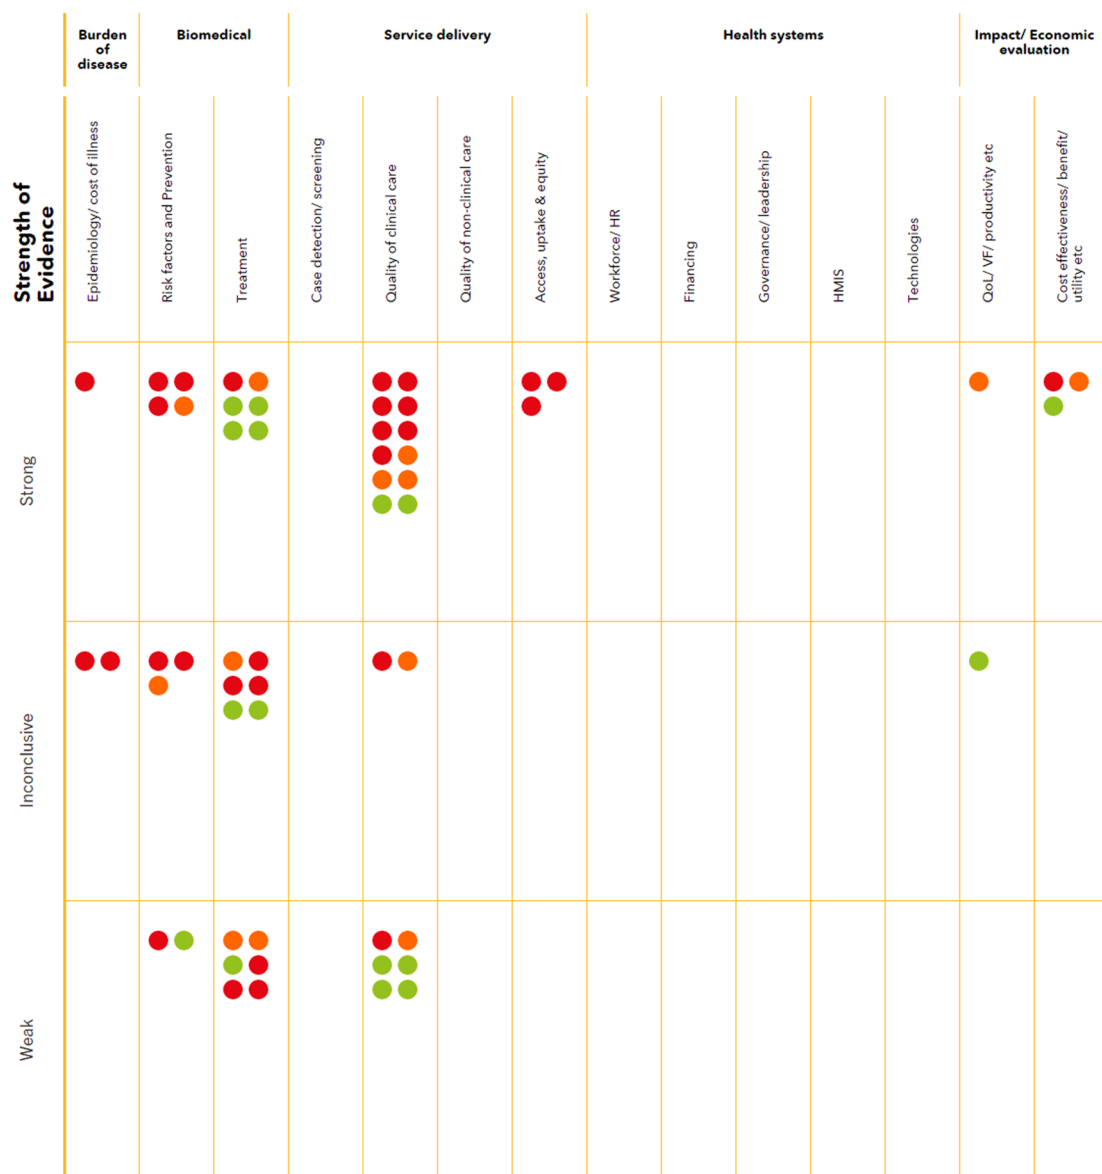 Burden
of
disease
Biomedical
Service delivery
Health systems
Impact/ Economic
evaluation
Strength of
Evidence
Epidemiology/ cost of illness
Risk factors and Prevention
Treatment
Case detection/ screening
Quality of clinical care
Quality of non-clinical care
Access, uptake & equity
Workforce/ HR
Financing
Governance/ leadership
HMIS
Technologies
QoL/ VF/ productivity etc
Cost effectiveness/ benefit/
utility etc
Strong
Inconclusive
Weak